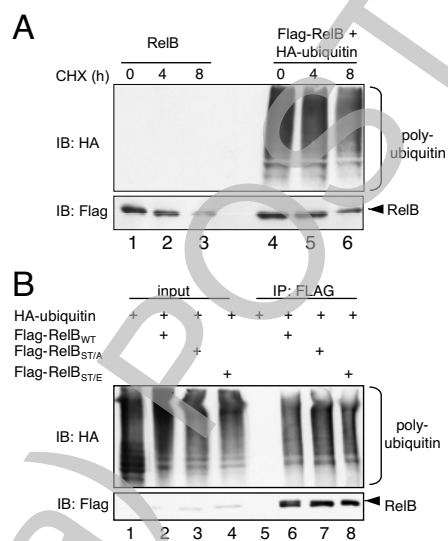 A
RelB
Flag-RelB +
HA-ubiquitin
CHX (h) 0 4 8 0 4 8
IB: HA
poly-
ubiquitin
IB: Flag
RelB
1 2 3 4 5 6
B
input IP: FLAG
HA-ubiquitin + + + + + + + +
Flag-RelBWT + +
Flag-RelBST/A + +
Flag-RelBST/E + +
IB: HA
poly-
ubiquitin
IB: Flag
RelB
1 2 3 4 5 6 7 8